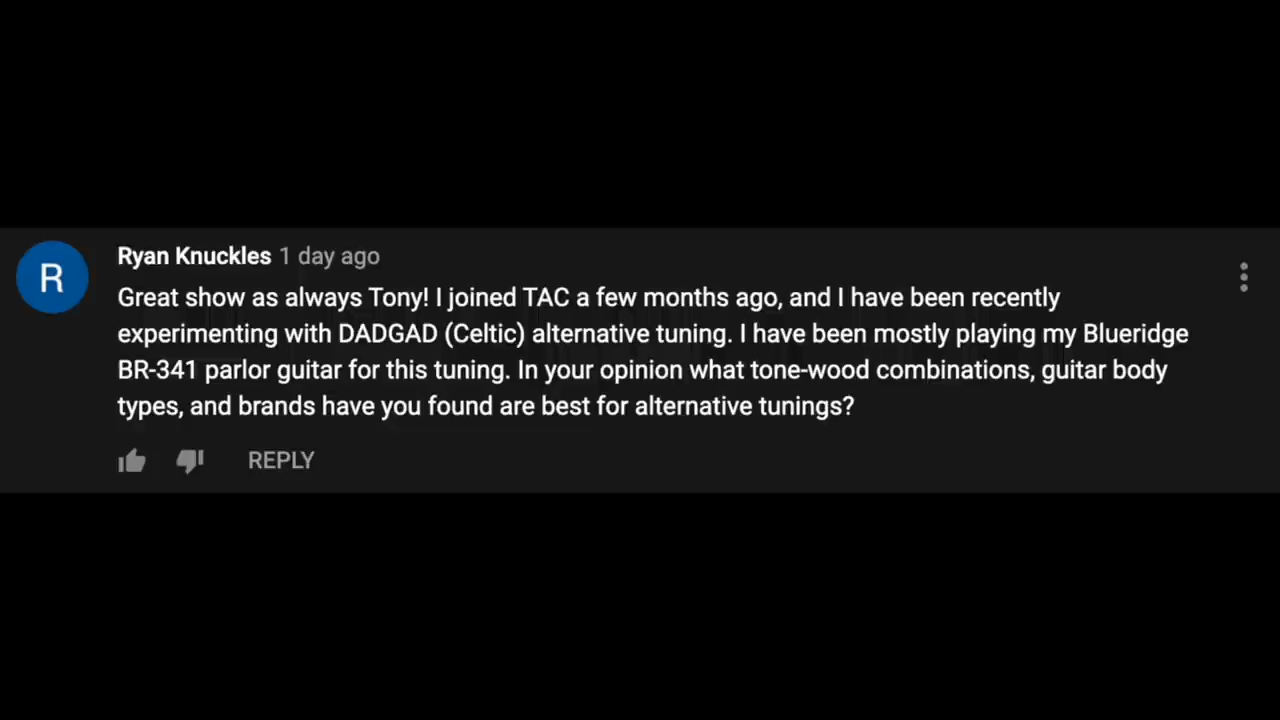 R
Ryan Knuckles 1 day ago
Great show as always Tony! I joined TAC a few months ago, and I have been recently
experimenting with DADGAD (Celtic) alternative tuning. I have been mostly playing my Blueridge
BR-341 parlor guitar for this tuning. In your opinion what tone-wood combinations, guitar body
types, and brands have you found are best for alternative tunings?
REPLY